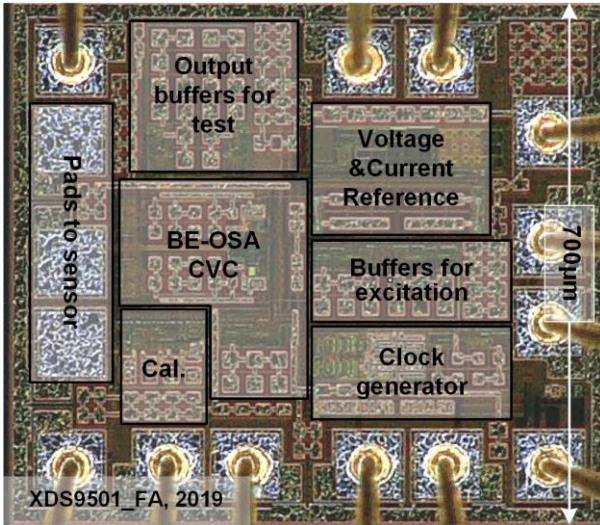 Output
buffers for
test
Voltage
&Current
Reference
Pads to sensor
BE-OSA
CVC
Buffers for
excitation
700μm
Cal.
Clock
generator
XDS9501_FA, 2019